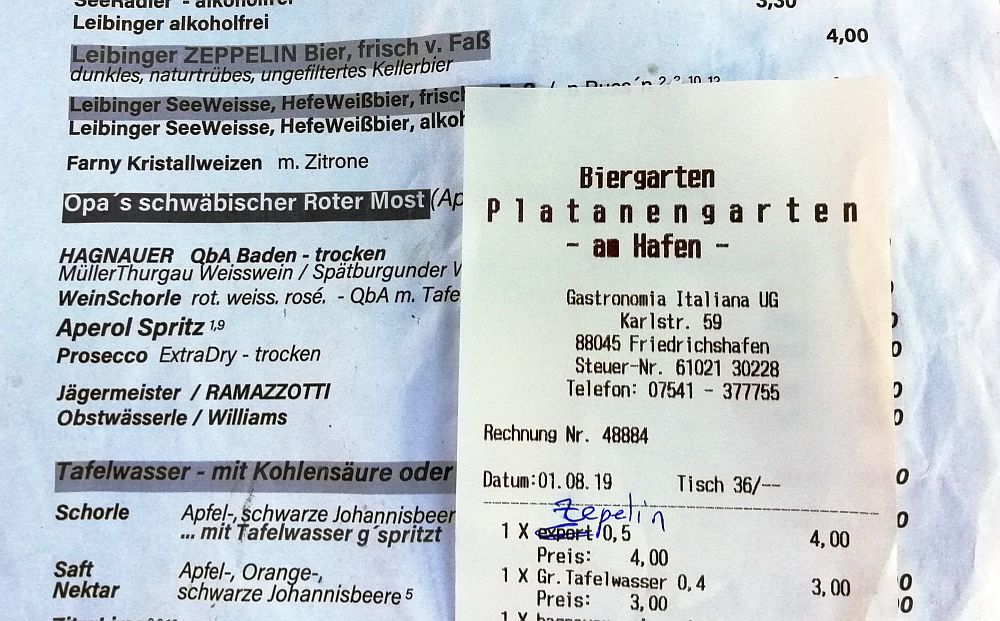 SeeRadler - alkoholfrei
3,30
Leibinger alkoholfrei
4,00
Leibinger ZEPPELIN Bier, frisch v. Faß
dunkles, naturtrübes, ungefiltertes Kellerbier
Leibinger SeeWeisse, HefeWeißbier, frisch
Leibinger SeeWeisse, HefeWeißbier, alkoh
Farny Kristallweizen m. Zitrone
Opa´s schwäbischer Roter Most (Ap
HAGNAUER QbA Baden - trocken
MüllerThurgau Weisswein / Spätburgunder W
WeinSchorle rot. weiss. rosé. - QbA m. Tafe
Aperol Spritz 1,9
Prosecco ExtraDry - trocken
Jägermeister / RAMAZZOTTI
Obstwässerle / Williams
Tafelwasser - mit Kohlensäure oder
Schorle Apfel-, schwarze Johannisbeer
... mit Tafelwasser g´spritzt
Saft Apfel-, Orange-,
Nektar schwarze Johannisbeere 5
Biergarten
Platanengarten
- am Hafen -
Gastronomia Italiana UG
Karlstr. 59
88045 Friedrichshafen
Steuer-Nr. 61021 30228
Telefon: 07541 - 377755
Rechnung Nr. 48884
Datum:01.08.19 Tisch 36/--
Zepelin
1 X export 0,5 4,00
Preis: 4,00
1 X Gr.Tafelwasser 0,4 3,00
Preis: 3,00